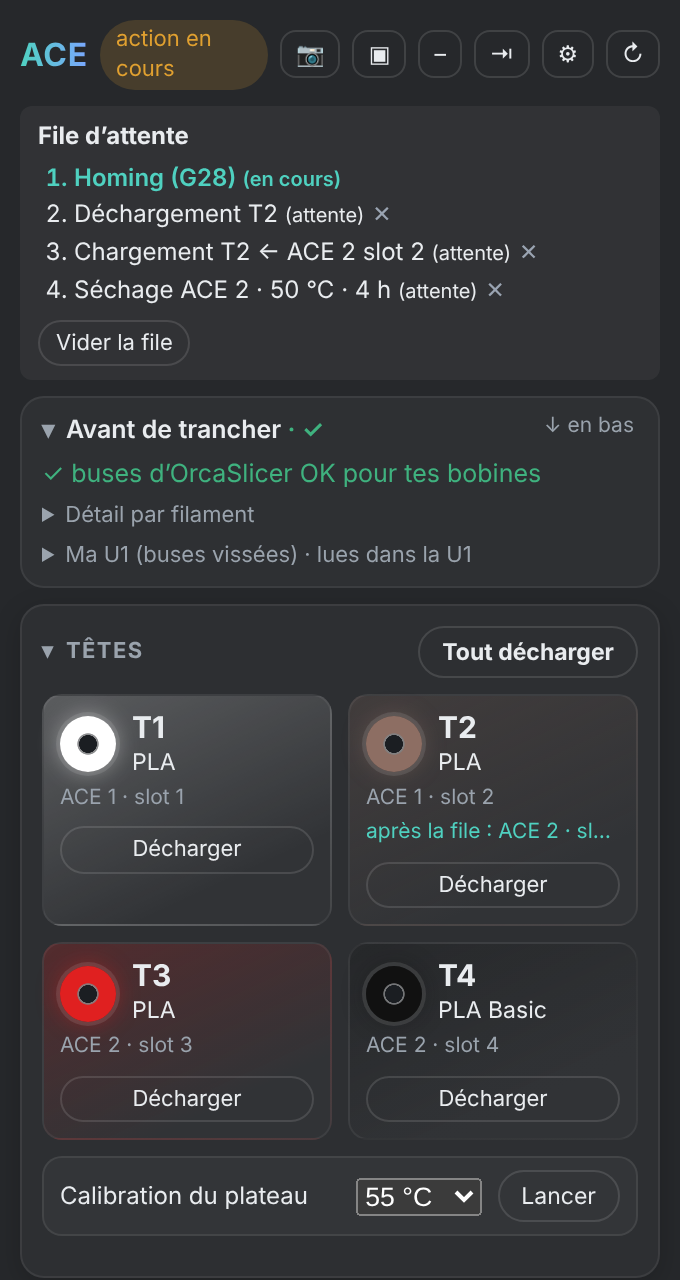 ACE
action en
cours
File d’attente
1. Homing (G28) (en cours)
2. Déchargement T2 (attente) ✕
3. Chargement T2 ← ACE 2 slot 2 (attente) ✕
4. Séchage ACE 2 · 50 °C · 4 h (attente) ✕
Vider la file
▼ Avant de trancher · ✓
↓ en bas
✓ buses d’OrcaSlicer OK pour tes bobines
▶ Détail par filament
▶ Ma U1 (buses vissées) · lues dans la U1
▼ TÊTES
Tout décharger
T1
PLA
ACE 1 · slot 1
Décharger
T2
PLA
ACE 1 · slot 2
après la file : ACE 2 · sl…
Décharger
T3
PLA
ACE 2 · slot 3
Décharger
T4
PLA Basic
ACE 2 · slot 4
Décharger
Calibration du plateau
55 °C
Lancer